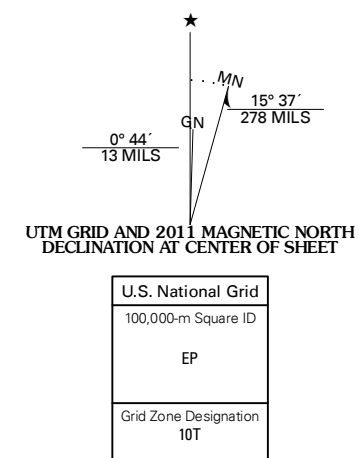 ★
MN
GN
15° 37´
278 MILS
0° 44´
13 MILS
UTM GRID AND 2011 MAGNETIC NORTH
DECLINATION AT CENTER OF SHEET
U.S. National Grid
100,000-m Square ID
EP
Grid Zone Designation
10T